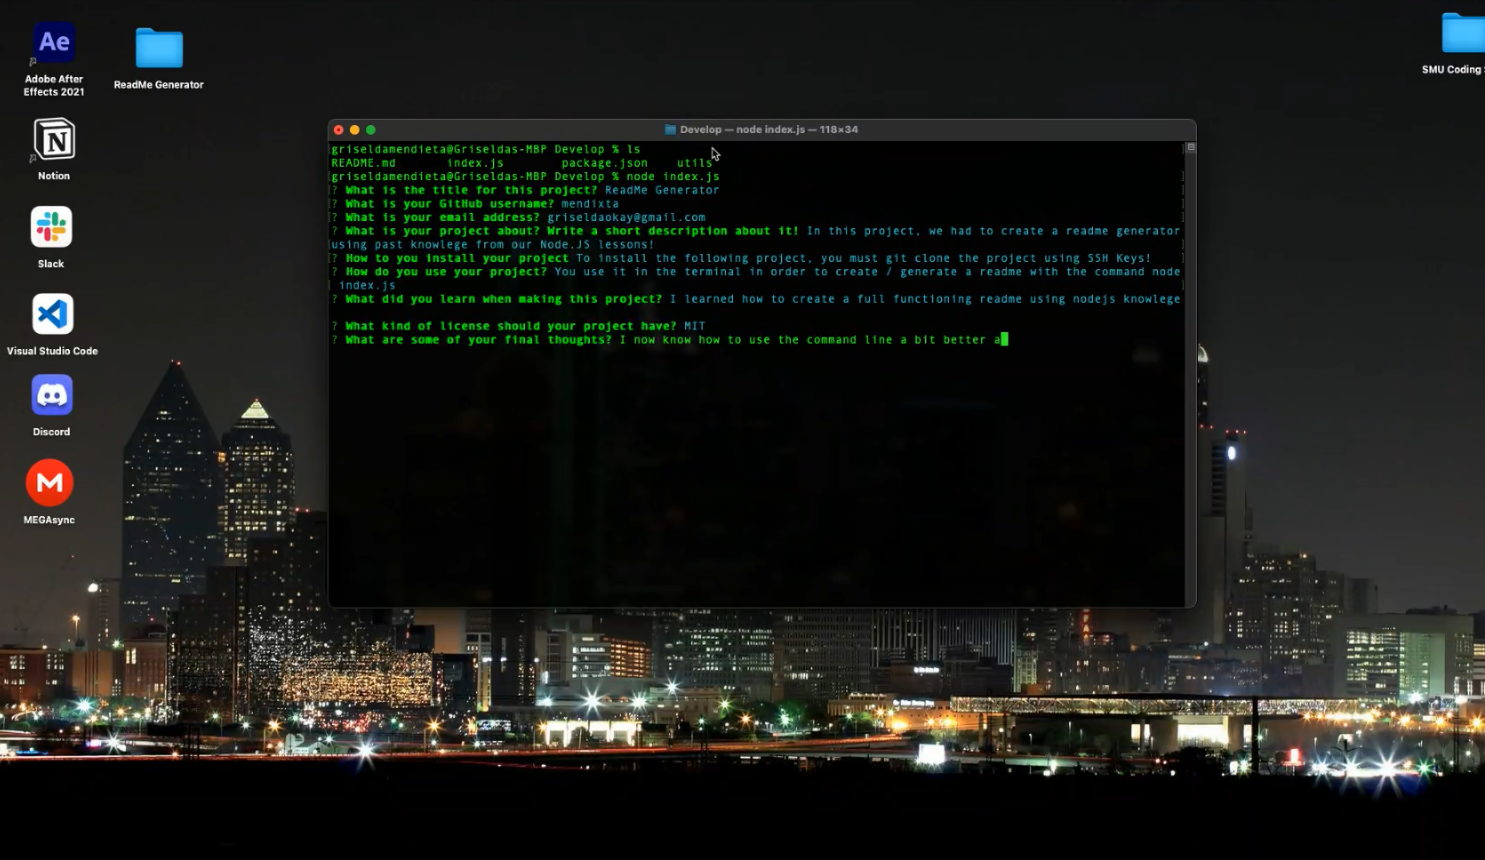 Ae
Adobe After
Effects 2021
ReadMe Generator
SMU Coding
N
Notion
Slack
Visual Studio Code
Discord
M
MEGAsync
Develop — node index.js — 118×34
griseldamendieta@Griseldas-MBP Develop % ls
README.md index.js package.json utils
griseldamendieta@Griseldas-MBP Develop % node index.js
? What is the title for this project? ReadMe Generator
? What is your GitHub username? mendixta
? What is your email address? griseldaokay@gmail.com
? What is your project about? Write a short description about it! In this project, we had to create a readme generator
using past knowlege from our Node.JS lessons!
? How to you install your project To install the following project, you must git clone the project using SSH Keys!
? How do you use your project? You use it in the terminal in order to create / generate a readme with the command node
index.js
? What did you learn when making this project? I learned how to create a full functioning readme using nodejs knowlege
? What kind of license should your project have? MIT
? What are some of your final thoughts? I now know how to use the command line a bit better a